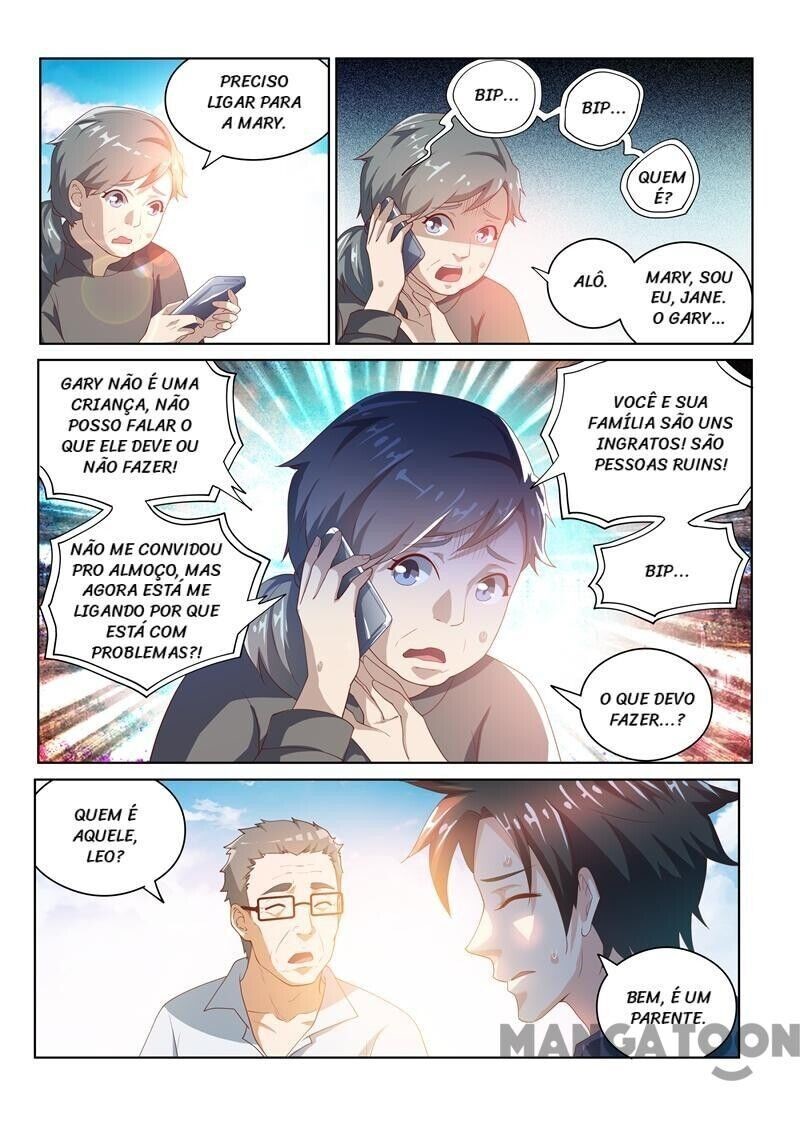 PRECISO
LIGAR PARA
A MARY.
BIP...
BIP...
QUEM
É?
ALÔ.
MARY, SOU
EU, JANE.
O GARY...
GARY NÃO É UMA
CRIANÇA, NÃO
POSSO FALAR O
QUE ELE DEVE OU
NÃO FAZER!
NÃO ME CONVIDOU
PRO ALMOÇO, MAS
AGORA ESTÁ ME
LIGANDO POR QUE
ESTÁ COM
PROBLEMAS?!
VOCÊ E SUA
FAMÍLIA SÃO UNS
INGRATOS! SÃO
PESSOAS RUINS!
BIP...
O QUE DEVO
FAZER...?
QUEM É
AQUELE,
LEO?
BEM, É UM
PARENTE.
MANGATOON